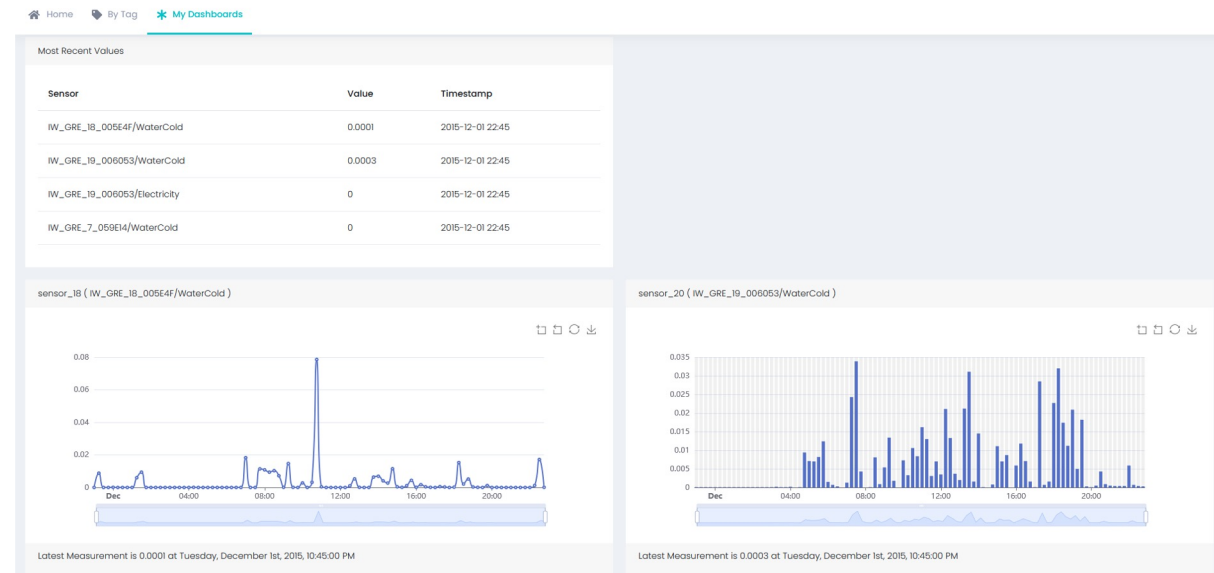 Home By Tag My Dashboards
Most Recent Values
Sensor Value Timestamp
IW_GRE_18_005E4F/WaterCold 0.0001 2015-12-01 22:45
IW_GRE_19_006053/WaterCold 0.0003 2015-12-01 22:45
IW_GRE_19_006053/Electricity 0 2015-12-01 22:45
IW_GRE_7_059E14/WaterCold 0 2015-12-01 22:45
sensor_18 ( IW_GRE_18_005E4F/WaterCold )
0.08
0.06
0.04
0.02
0
Dec 04:00 08:00 12:00 16:00 20:00
Latest Measurement is 0.0001 at Tuesday, December 1st, 2015, 10:45:00 PM
sensor_20 ( IW_GRE_19_006053/WaterCold )
0.035
0.03
0.025
0.02
0.015
0.01
0.005
0
Dec 04:00 08:00 12:00 16:00 20:00
Latest Measurement is 0.0003 at Tuesday, December 1st, 2015, 10:45:00 PM